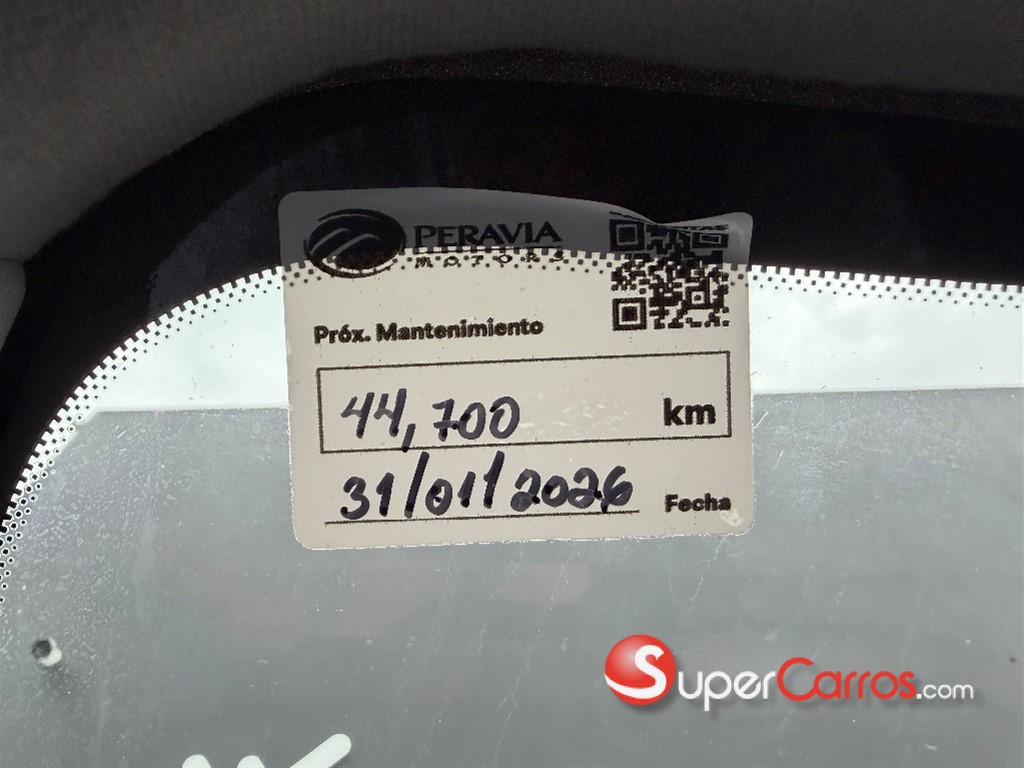 PERAVIA
MOTORS
Próx. Mantenimiento
44,700 km
31/01/2026 Fecha
SuperCarros.com